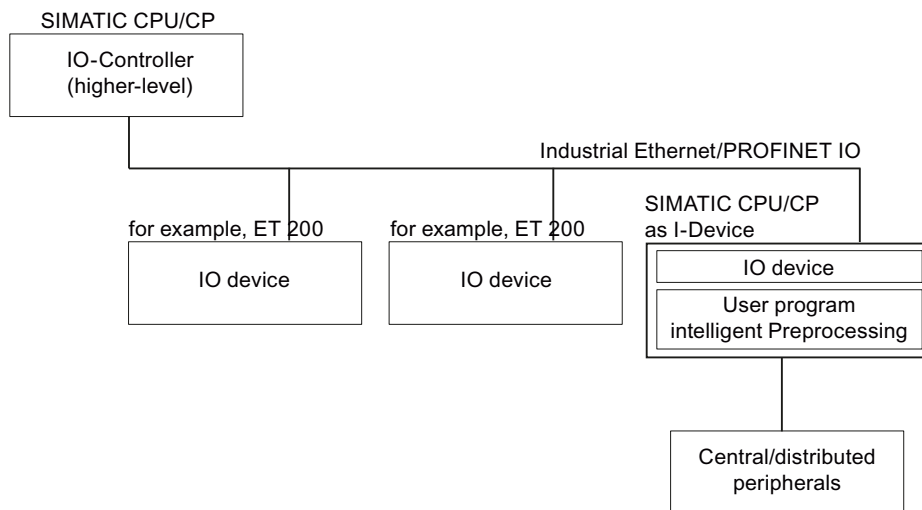 SIMATIC CPU/CP
IO-Controller
(higher-level)
Industrial Ethernet/PROFINET IO
for example, ET 200
IO device
for example, ET 200
IO device
SIMATIC CPU/CP
as I-Device
IO device
User program
intelligent Preprocessing
Central/distributed
peripherals